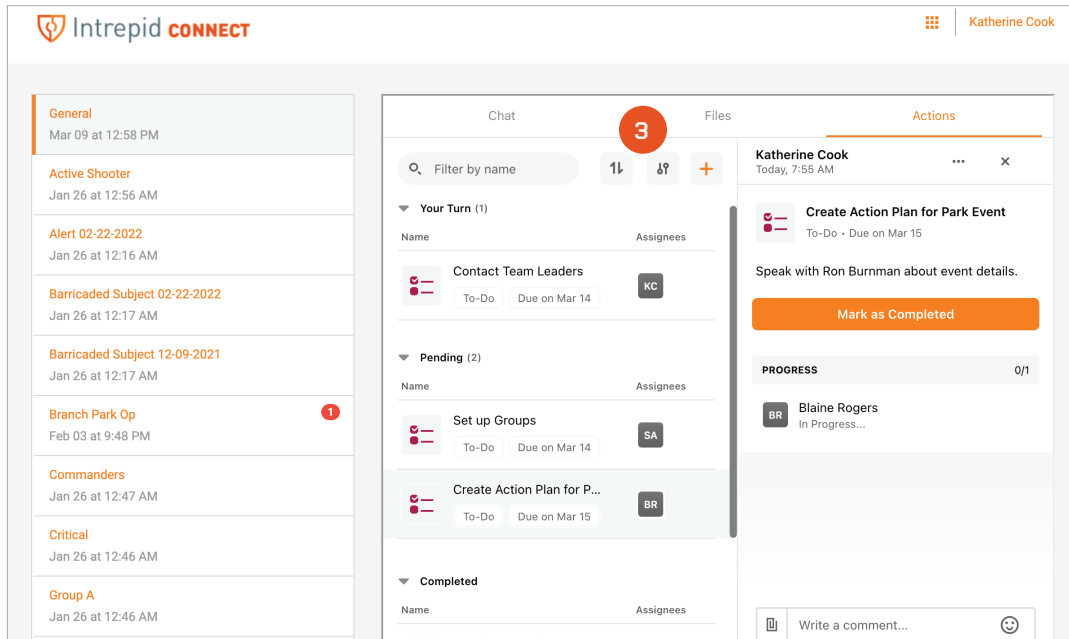 Intrepid CONNECT
Katherine Cook
General
Mar 09 at 12:58 PM
Active Shooter
Jan 26 at 12:56 AM
Alert 02-22-2022
Jan 26 at 12:16 AM
Barricaded Subject 02-22-2022
Jan 26 at 12:17 AM
Barricaded Subject 12-09-2021
Jan 26 at 12:17 AM
Branch Park Op
1
Feb 03 at 9:48 PM
Commanders
Jan 26 at 12:47 AM
Critical
Jan 26 at 12:46 AM
Group A
Jan 26 at 12:46 AM
Chat
Files
Actions
3
Filter by name
Your Turn (1)
Name Assignees
Contact Team Leaders
To-Do Due on Mar 14
KC
Pending (2)
Name Assignees
Set up Groups
To-Do Due on Mar 14
SA
Create Action Plan for P...
To-Do Due on Mar 15
BR
Completed
Name Assignees
Katherine Cook
Today, 7:55 AM
Create Action Plan for Park Event
To-Do • Due on Mar 15
Speak with Ron Burnman about event details.
Mark as Completed
PROGRESS 0/1
BR
Blaine Rogers
In Progress...
Write a comment...